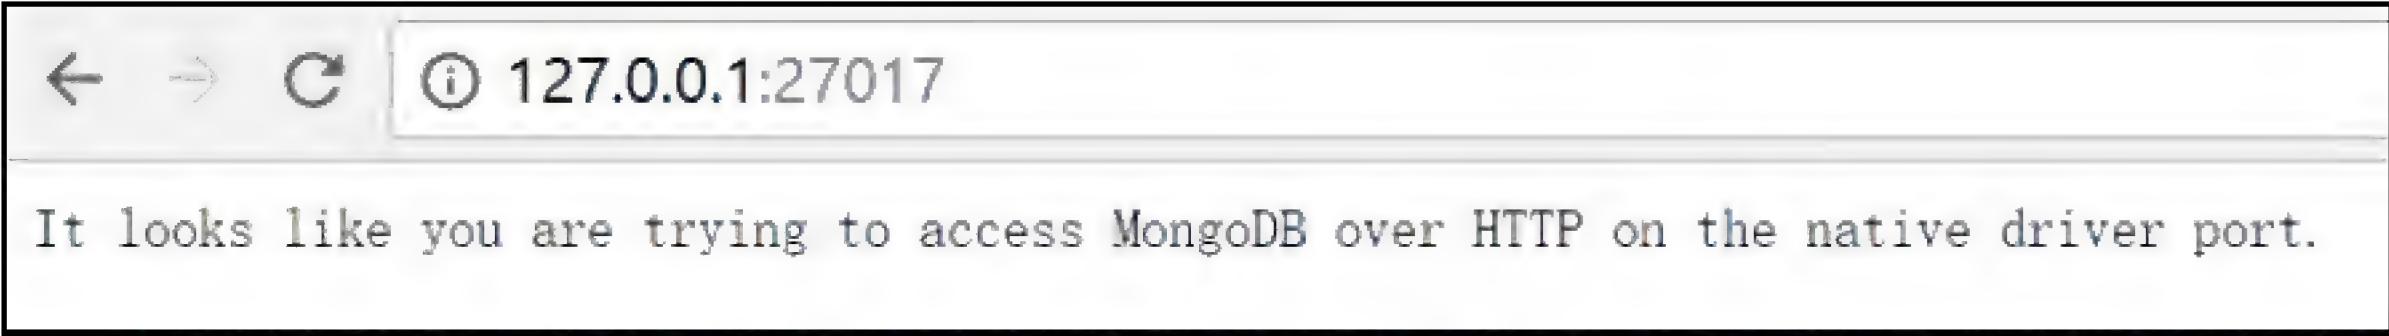 127.0.0.1:27017
It looks like you are trying to access MongoDB over HTTP on the native driver port.